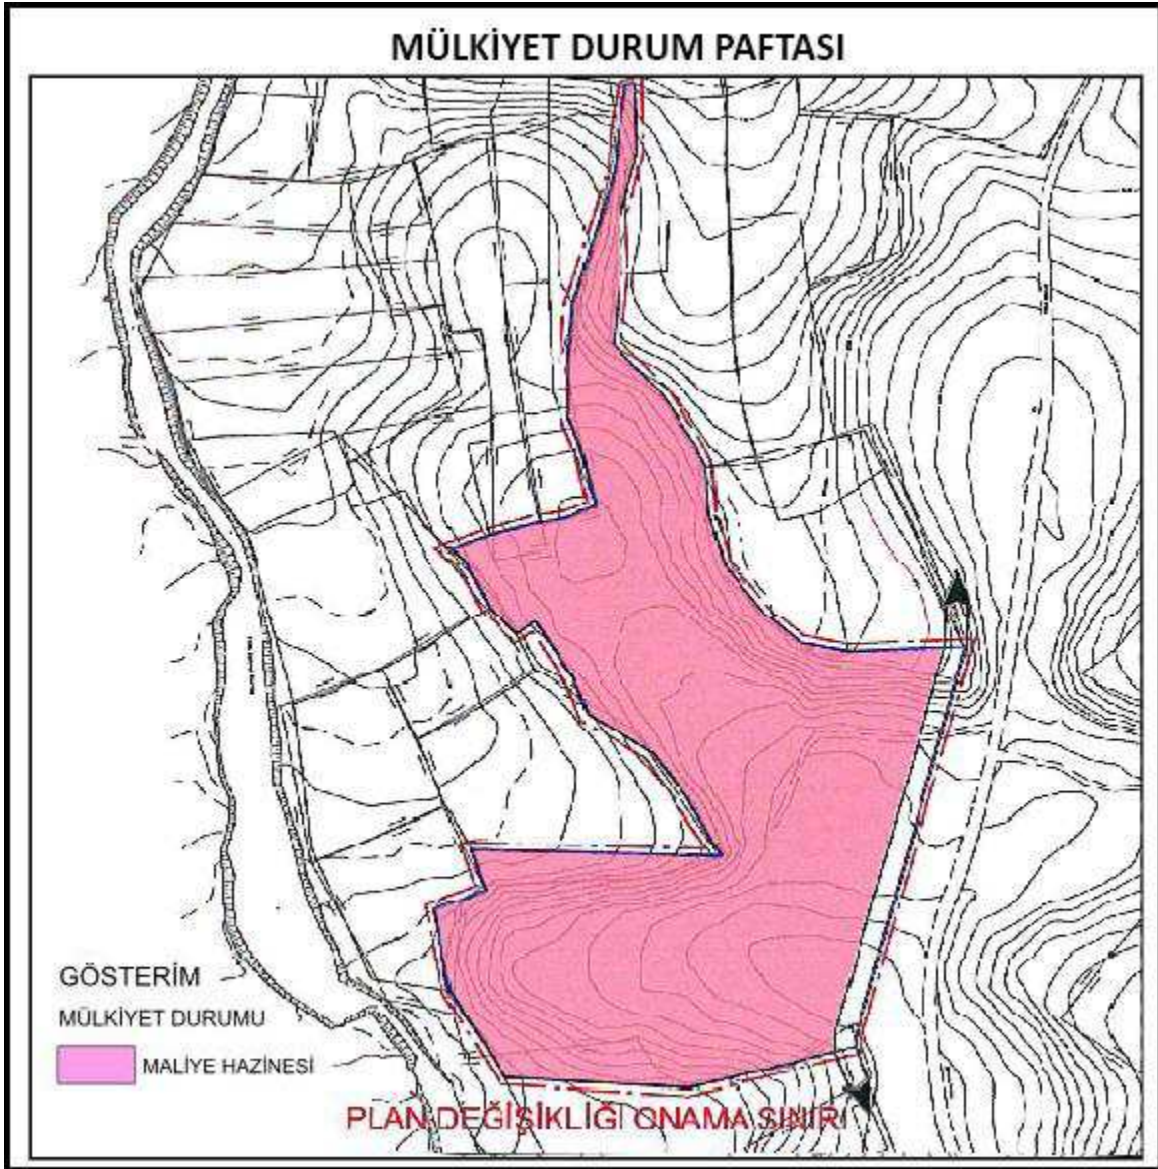 MÜLKİYET DURUM PAFTASI
GÖSTERİM
MÜLKİYET DURUMU
MALİYE HAZİNESİ
PLAN DEĞİŞİKLİĞİ ONAMA SINIRI